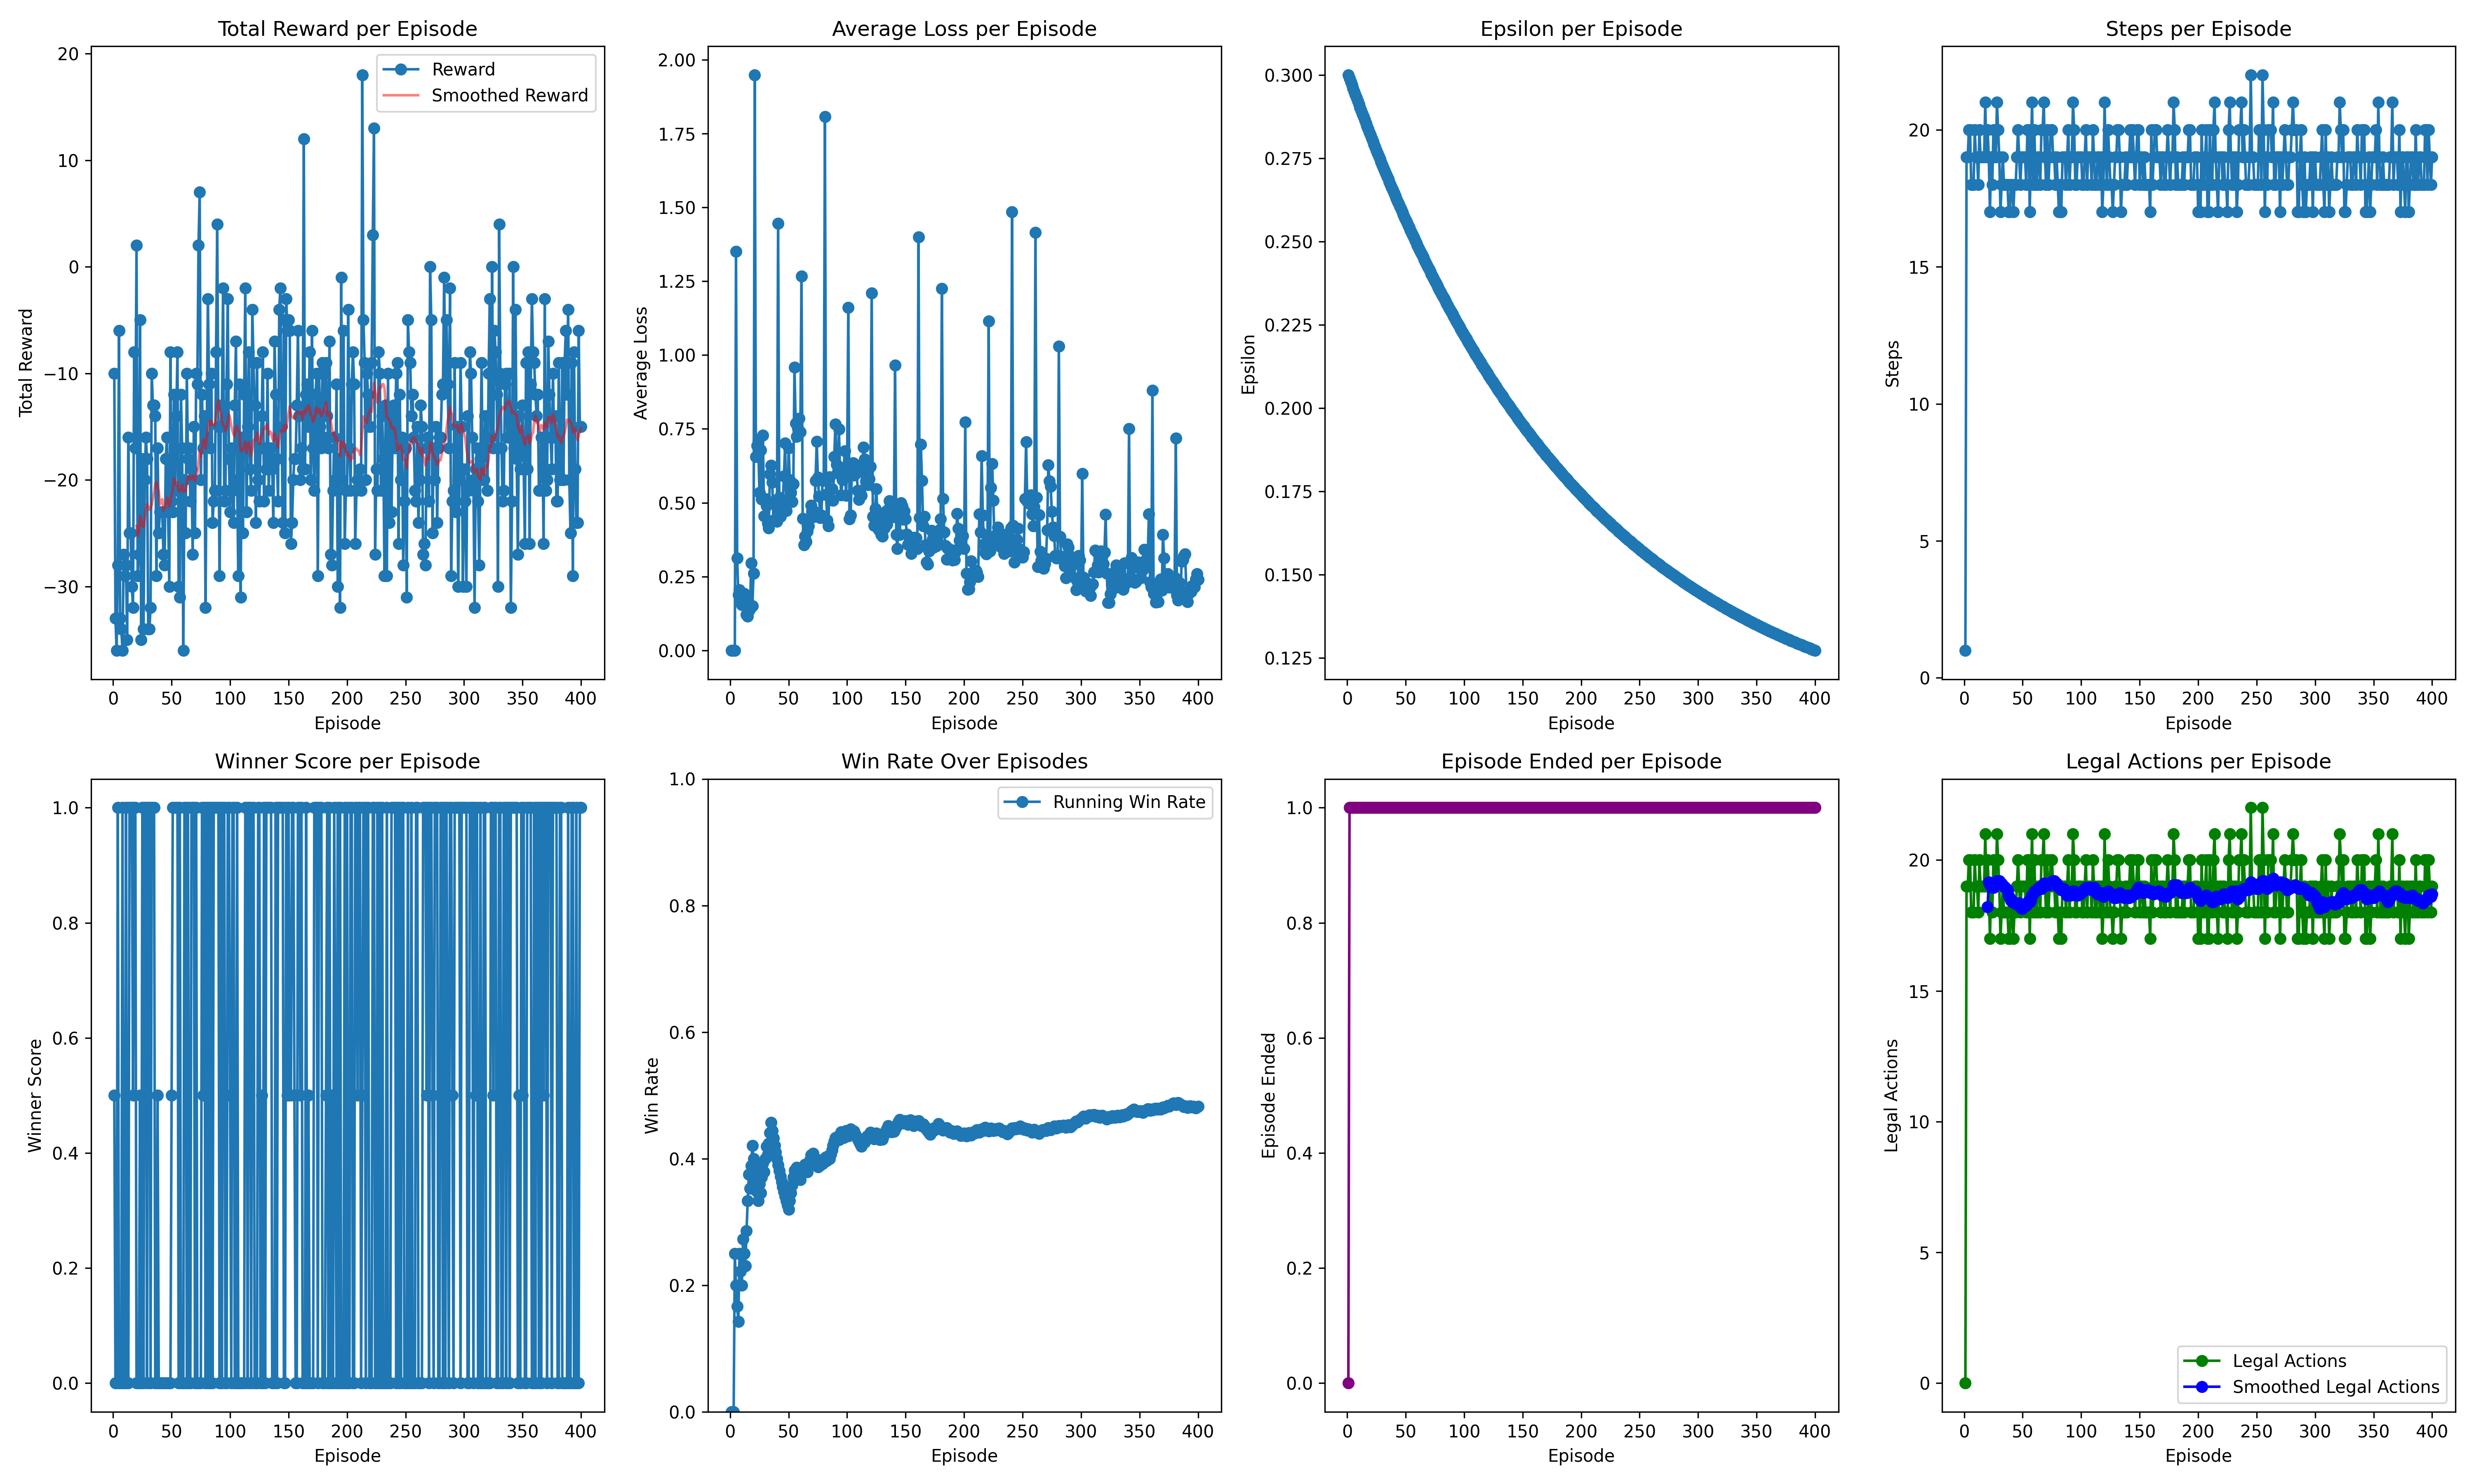 Total Reward per Episode
Total Reward
20
10
0
−10
−20
−30
Reward
Smoothed Reward
0 50 100 150 200 250 300 350 400
Episode
Average Loss per Episode
Average Loss
2.00
1.75
1.50
1.25
1.00
0.75
0.50
0.25
0.00
0 50 100 150 200 250 300 350 400
Episode
Epsilon per Episode
Epsilon
0.300
0.275
0.250
0.225
0.200
0.175
0.150
0.125
0 50 100 150 200 250 300 350 400
Episode
Steps per Episode
Steps
20
15
10
5
0
0 50 100 150 200 250 300 350 400
Episode
Winner Score per Episode
Winner Score
1.0
0.8
0.6
0.4
0.2
0.0
0 50 100 150 200 250 300 350 400
Episode
Win Rate Over Episodes
Win Rate
1.0
0.8
0.6
0.4
0.2
0.0
Running Win Rate
0 50 100 150 200 250 300 350 400
Episode
Episode Ended per Episode
Episode Ended
1.0
0.8
0.6
0.4
0.2
0.0
0 50 100 150 200 250 300 350 400
Episode
Legal Actions per Episode
Legal Actions
20
15
10
5
0
Legal Actions
Smoothed Legal Actions
0 50 100 150 200 250 300 350 400
Episode